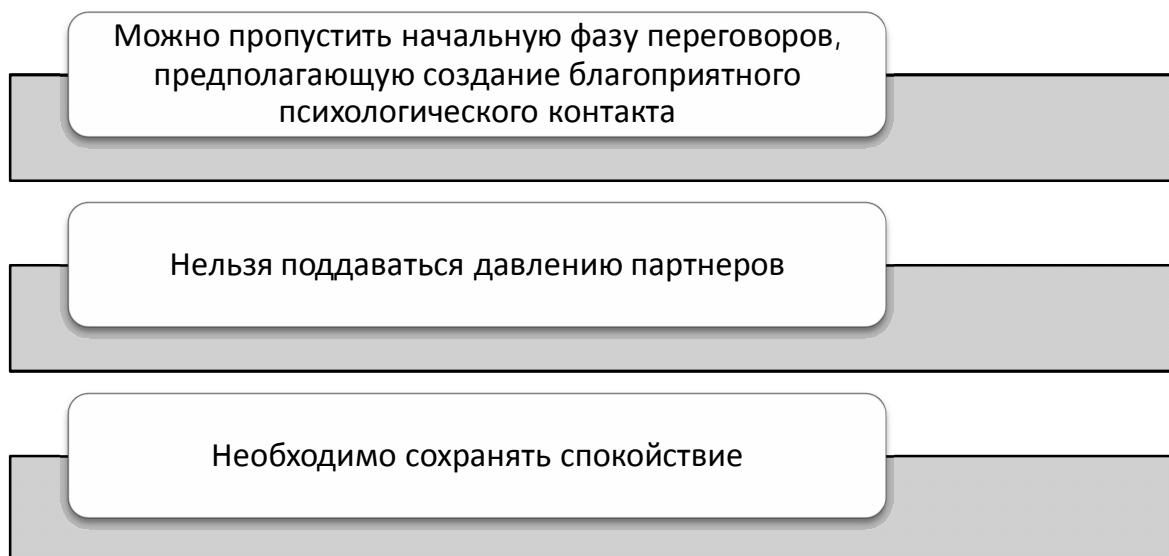 Можно пропустить начальную фазу переговоров,
предполагающую создание благоприятного
психологического контакта
Нельзя поддаваться давлению партнеров
Необходимо сохранять спокойствие